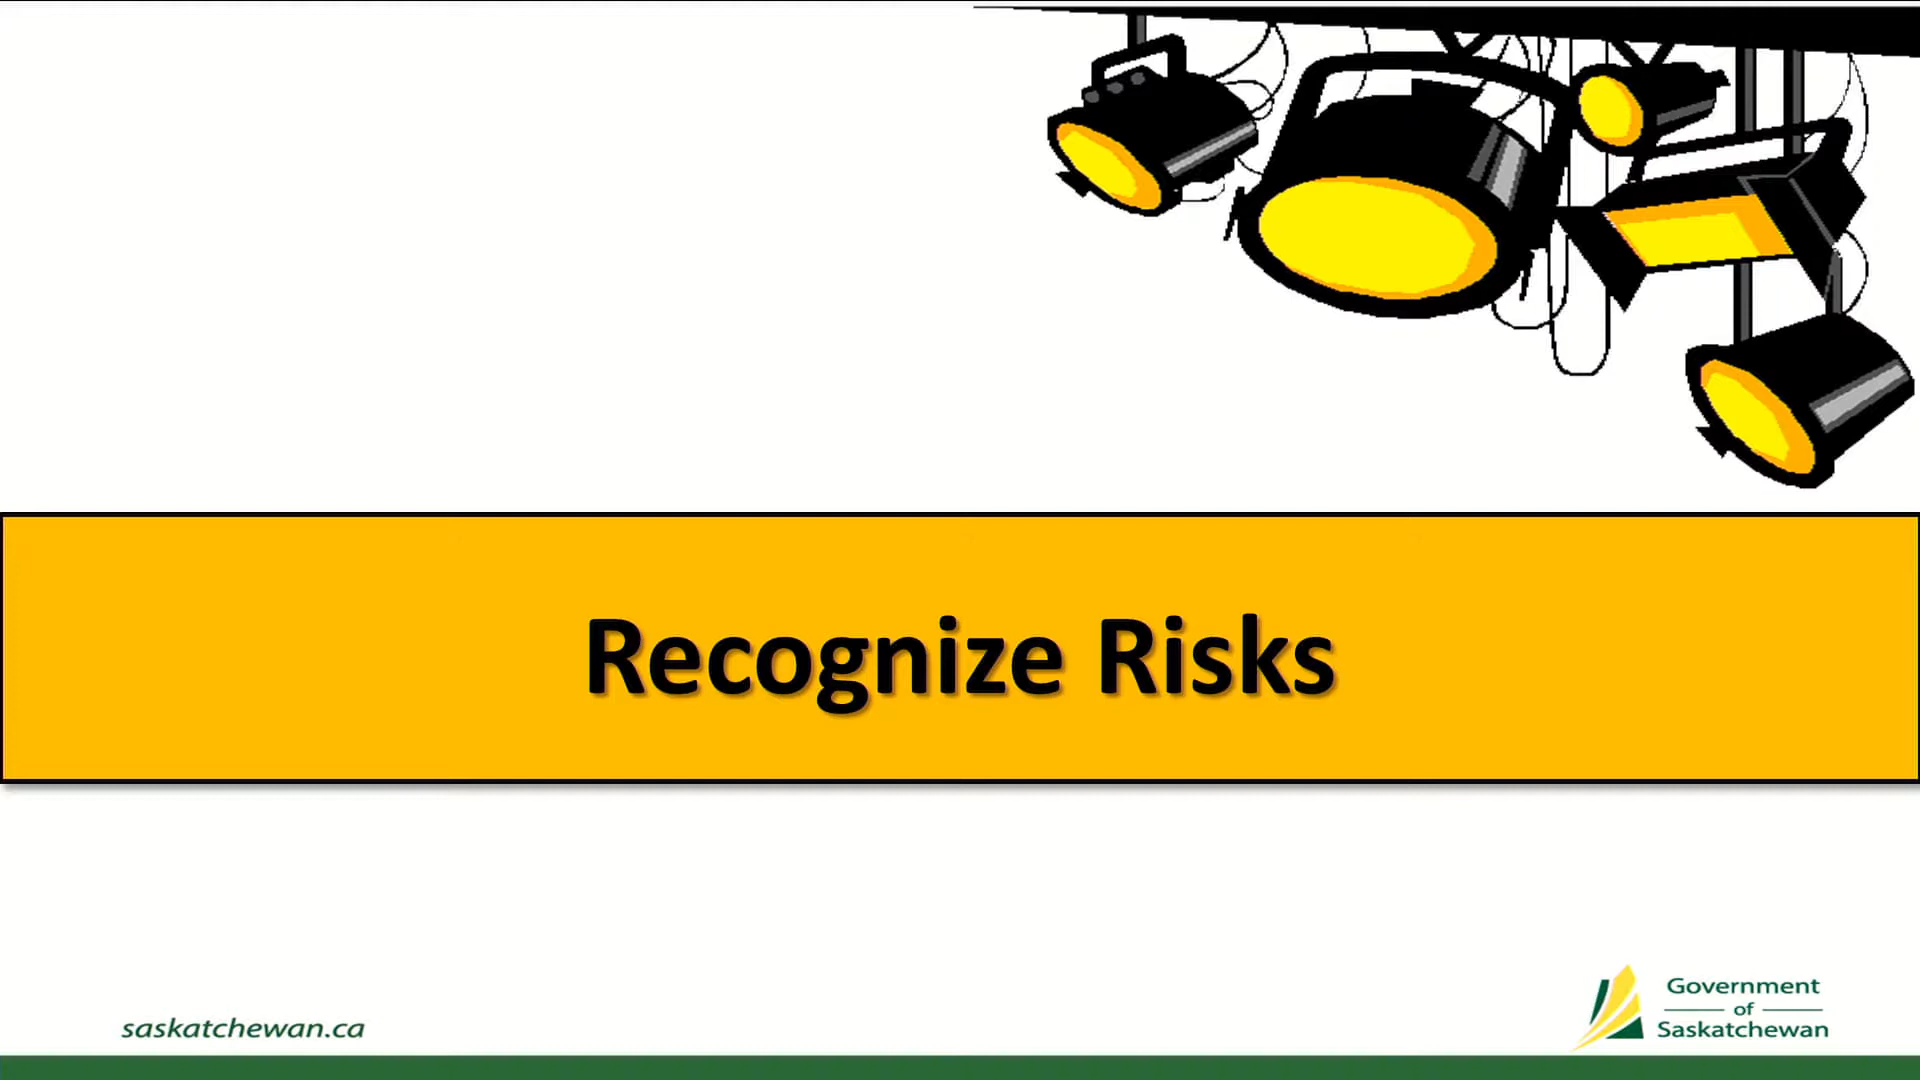 Recognize Risks
saskatchewan.ca
Government
of
Saskatchewan